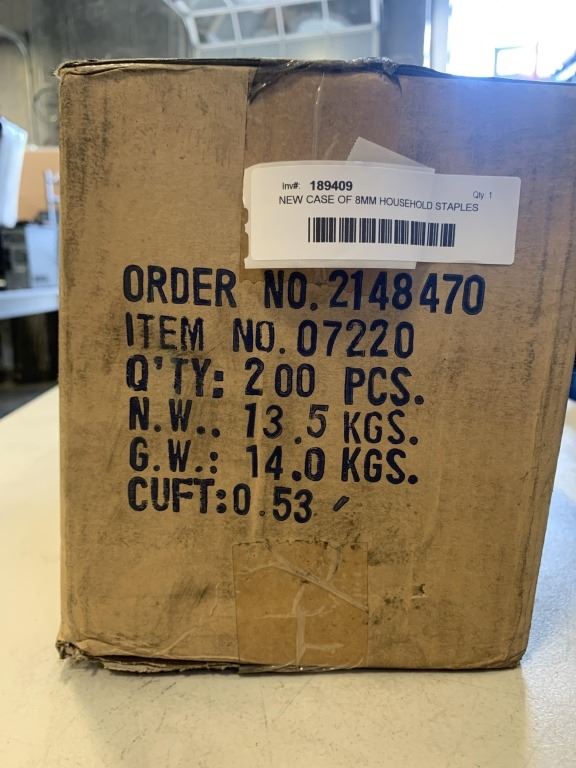 Inv#: 189409 Qty: 1
NEW CASE OF 8MM HOUSEHOLD STAPLES
ORDER NO. 2148470
ITEM NO. 07220
Q'TY: 200 PCS.
N.W.. 13.5 KGS.
G.W.: 14.0 KGS.
CUFT: 0.53